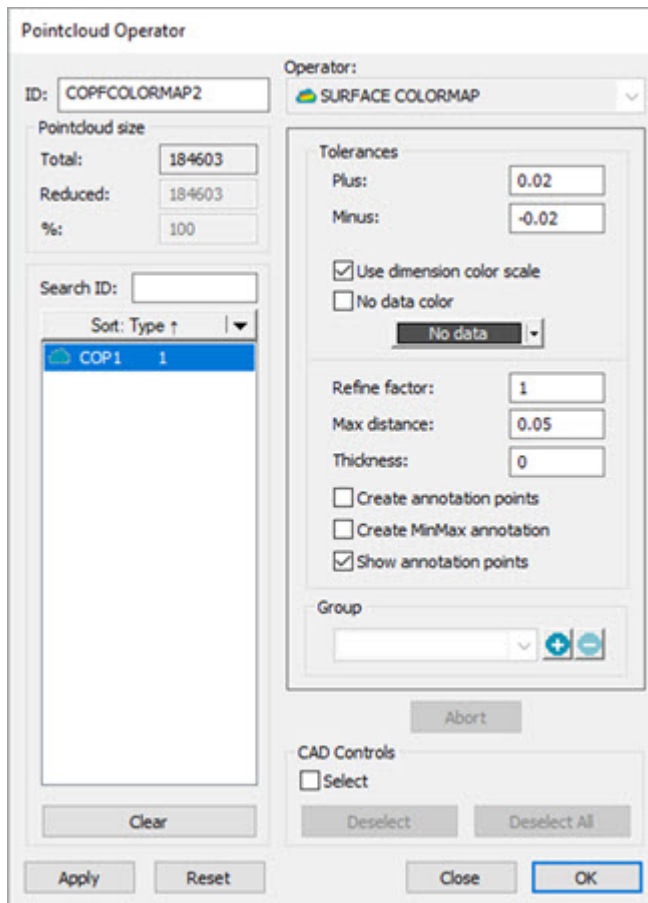 Pointcloud Operator
ID: COPFCOLORMAP2
Operator:
SURFACE COLORMAP
Pointcloud size
Total: 184603
Reduced: 184603
%: 100
Search ID:
Sort: Type ↑
COP1 1
Clear
Tolerances
Plus: 0.02
Minus: -0.02
Use dimension color scale
No data color
No data
Refine factor: 1
Max distance: 0.05
Thickness: 0
Create annotation points
Create MinMax annotation
Show annotation points
Group
Abort
CAD Controls
Select
Deselect Deselect All
Apply Reset Close OK